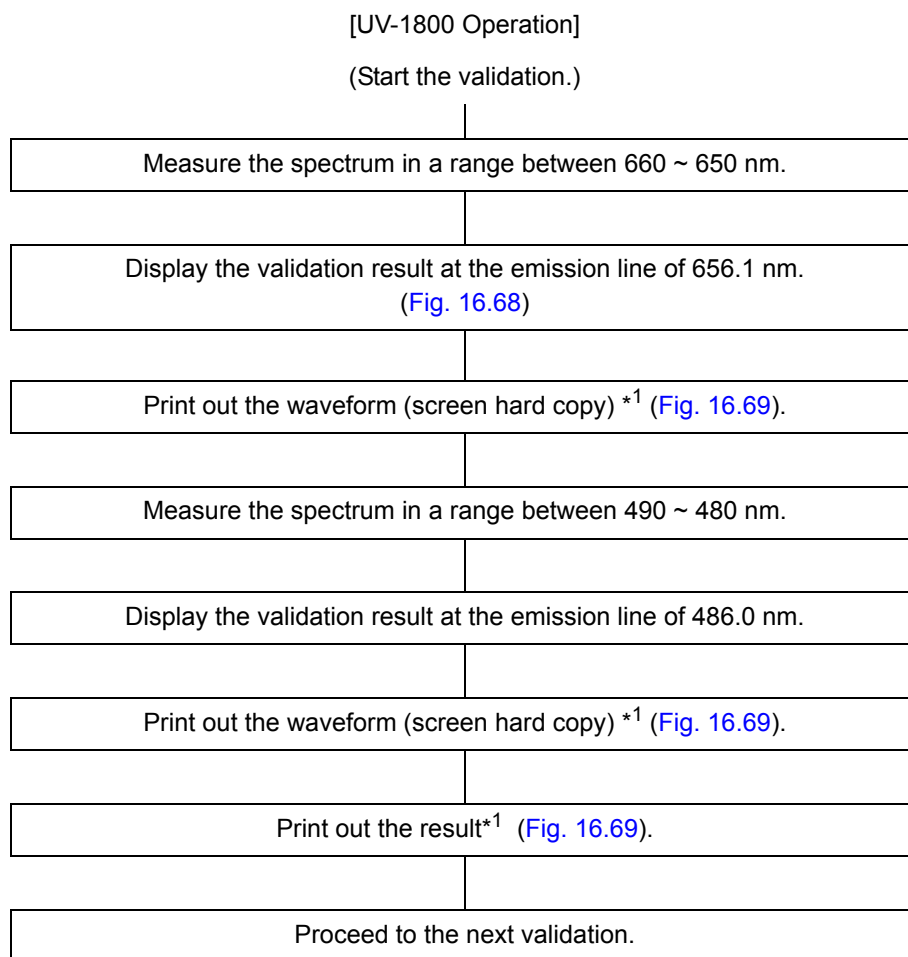 [UV-1800 Operation]
(Start the validation.)
Measure the spectrum in a range between 660 ~ 650 nm.
Display the validation result at the emission line of 656.1 nm.
(Fig. 16.68)
Print out the waveform (screen hard copy) *1 (Fig. 16.69).
Measure the spectrum in a range between 490 ~ 480 nm.
Display the validation result at the emission line of 486.0 nm.
Print out the waveform (screen hard copy) *1 (Fig. 16.69).
Print out the result*1 (Fig. 16.69).
Proceed to the next validation.